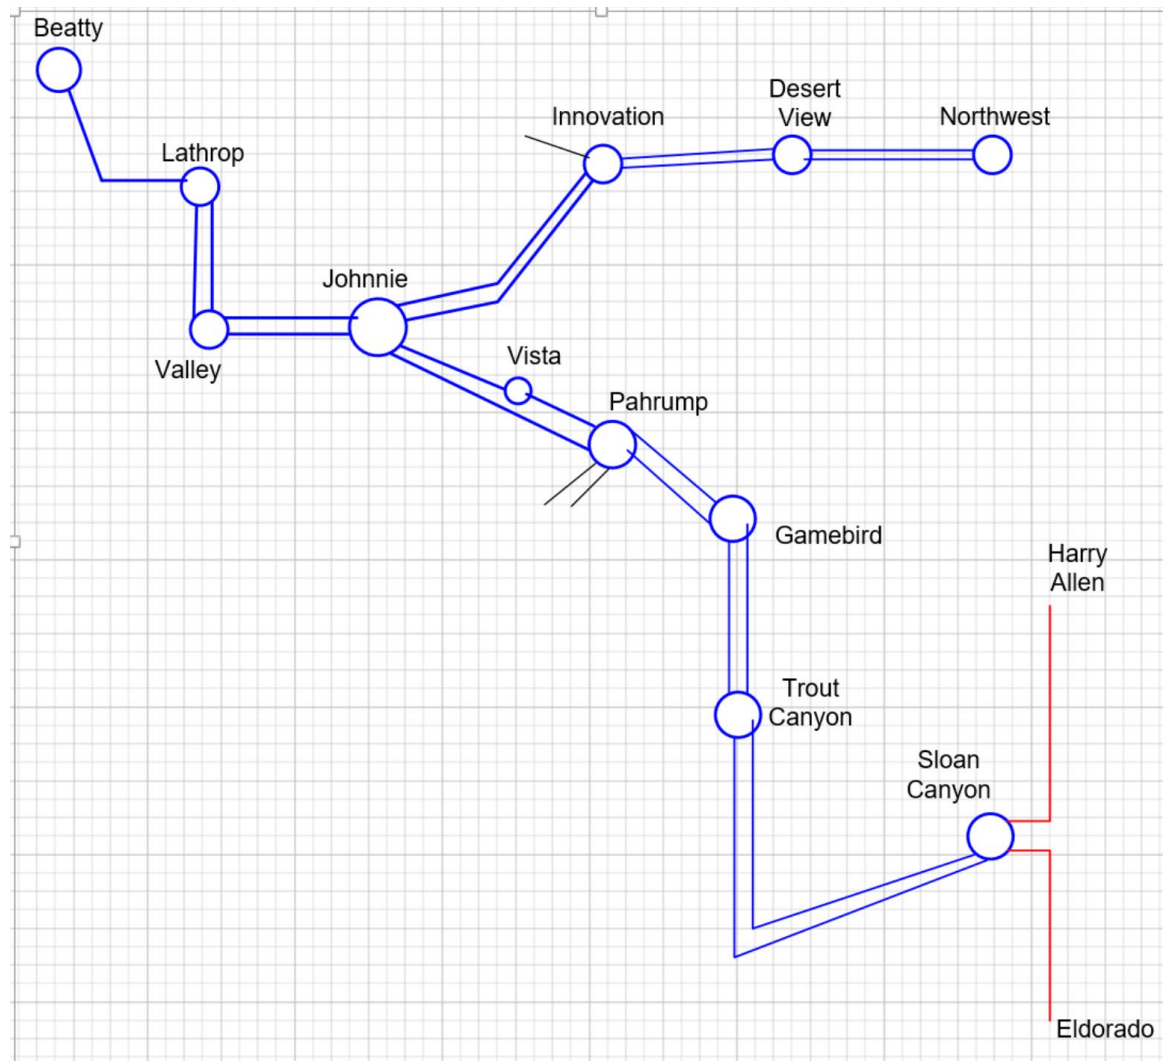 Beatty
Desert
View
Innovation
Northwest
Lathrop
Johnnie
Vista
Valley
Pahrump
Gamebird
Harry
Allen
Trout
Canyon
Sloan
Canyon
Eldorado